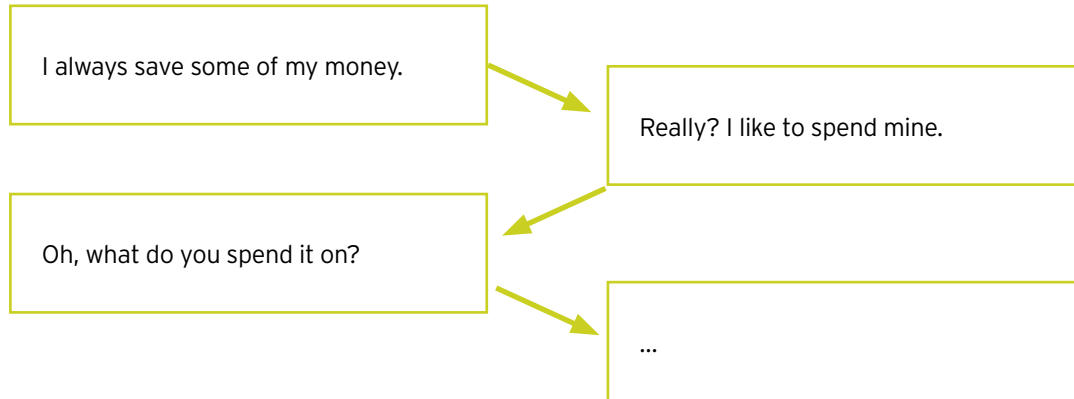 I always save some of my money.
Really? I like to spend mine.
Oh, what do you spend it on?
...